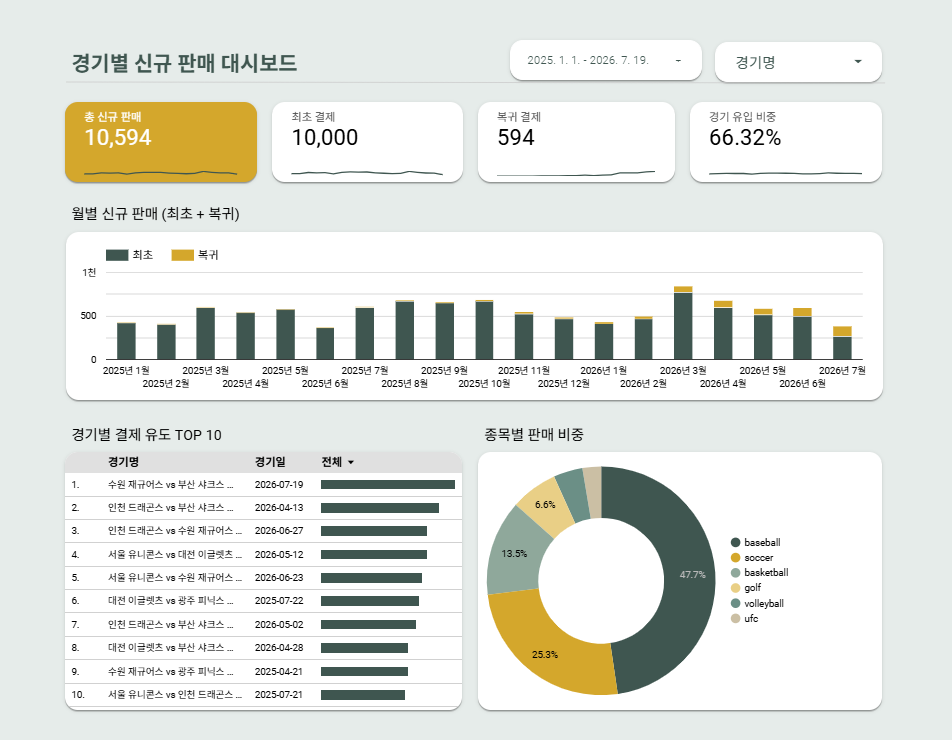 경기별 신규 판매 대시보드
2025. 1. 1. - 2026. 7. 19.
경기명
총 신규 판매
10,594
최초 결제
10,000
복귀 결제
594
경기 유입 비중
66.32%
월별 신규 판매 (최초 + 복귀)
최초 복귀
1천
500
0
2025년 1월 2025년 3월 2025년 5월 2025년 7월 2025년 9월 2025년 11월 2026년 1월 2026년 3월 2026년 5월 2026년 7월
2025년 2월 2025년 4월 2025년 6월 2025년 8월 2025년 10월 2025년 12월 2026년 2월 2026년 4월 2026년 6월
경기별 결제 유도 TOP 10
경기명 경기일 전체
1. 수원 재규어스 vs 부산 샤크스 ... 2026-07-19
2. 인천 드래곤스 vs 부산 샤크스 ... 2026-04-13
3. 인천 드래곤스 vs 수원 재규어스 ... 2026-06-27
4. 서울 유니콘스 vs 대전 이글렛츠 ... 2026-05-12
5. 서울 유니콘스 vs 수원 재규어스 ... 2026-06-23
6. 대전 이글렛츠 vs 광주 피닉스 ... 2025-07-22
7. 인천 드래곤스 vs 부산 샤크스 ... 2026-05-02
8. 대전 이글렛츠 vs 부산 샤크스 ... 2026-04-28
9. 수원 재규어스 vs 광주 피닉스 ... 2025-04-21
10. 서울 유니콘스 vs 인천 드래곤스 ... 2025-07-21
종목별 판매 비중
6.6%
13.5%
47.7%
25.3%
baseball
soccer
basketball
golf
volleyball
ufc